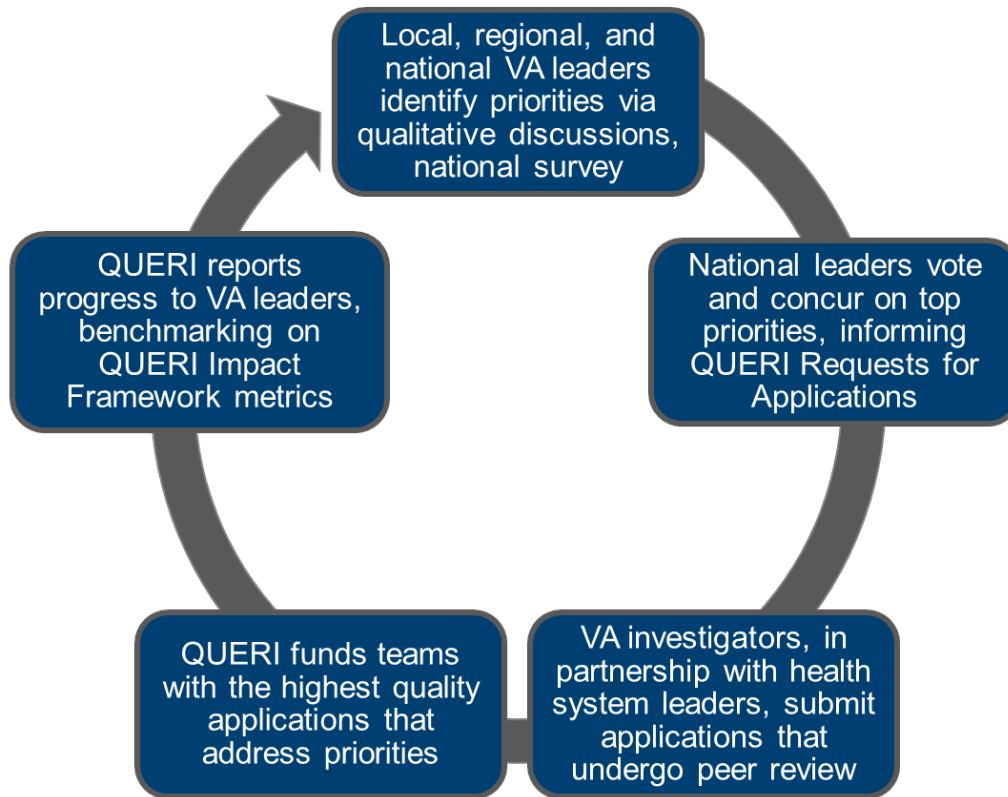 Local, regional, and
national VA leaders
identify priorities via
qualitative discussions,
national survey
National leaders vote
and concur on top
priorities, informing
QUERI Requests for
Applications
VA investigators, in
partnership with health
system leaders, submit
applications that
undergo peer review
QUERI funds teams
with the highest quality
applications that
address priorities
QUERI reports
progress to VA leaders,
benchmarking on
QUERI Impact
Framework metrics